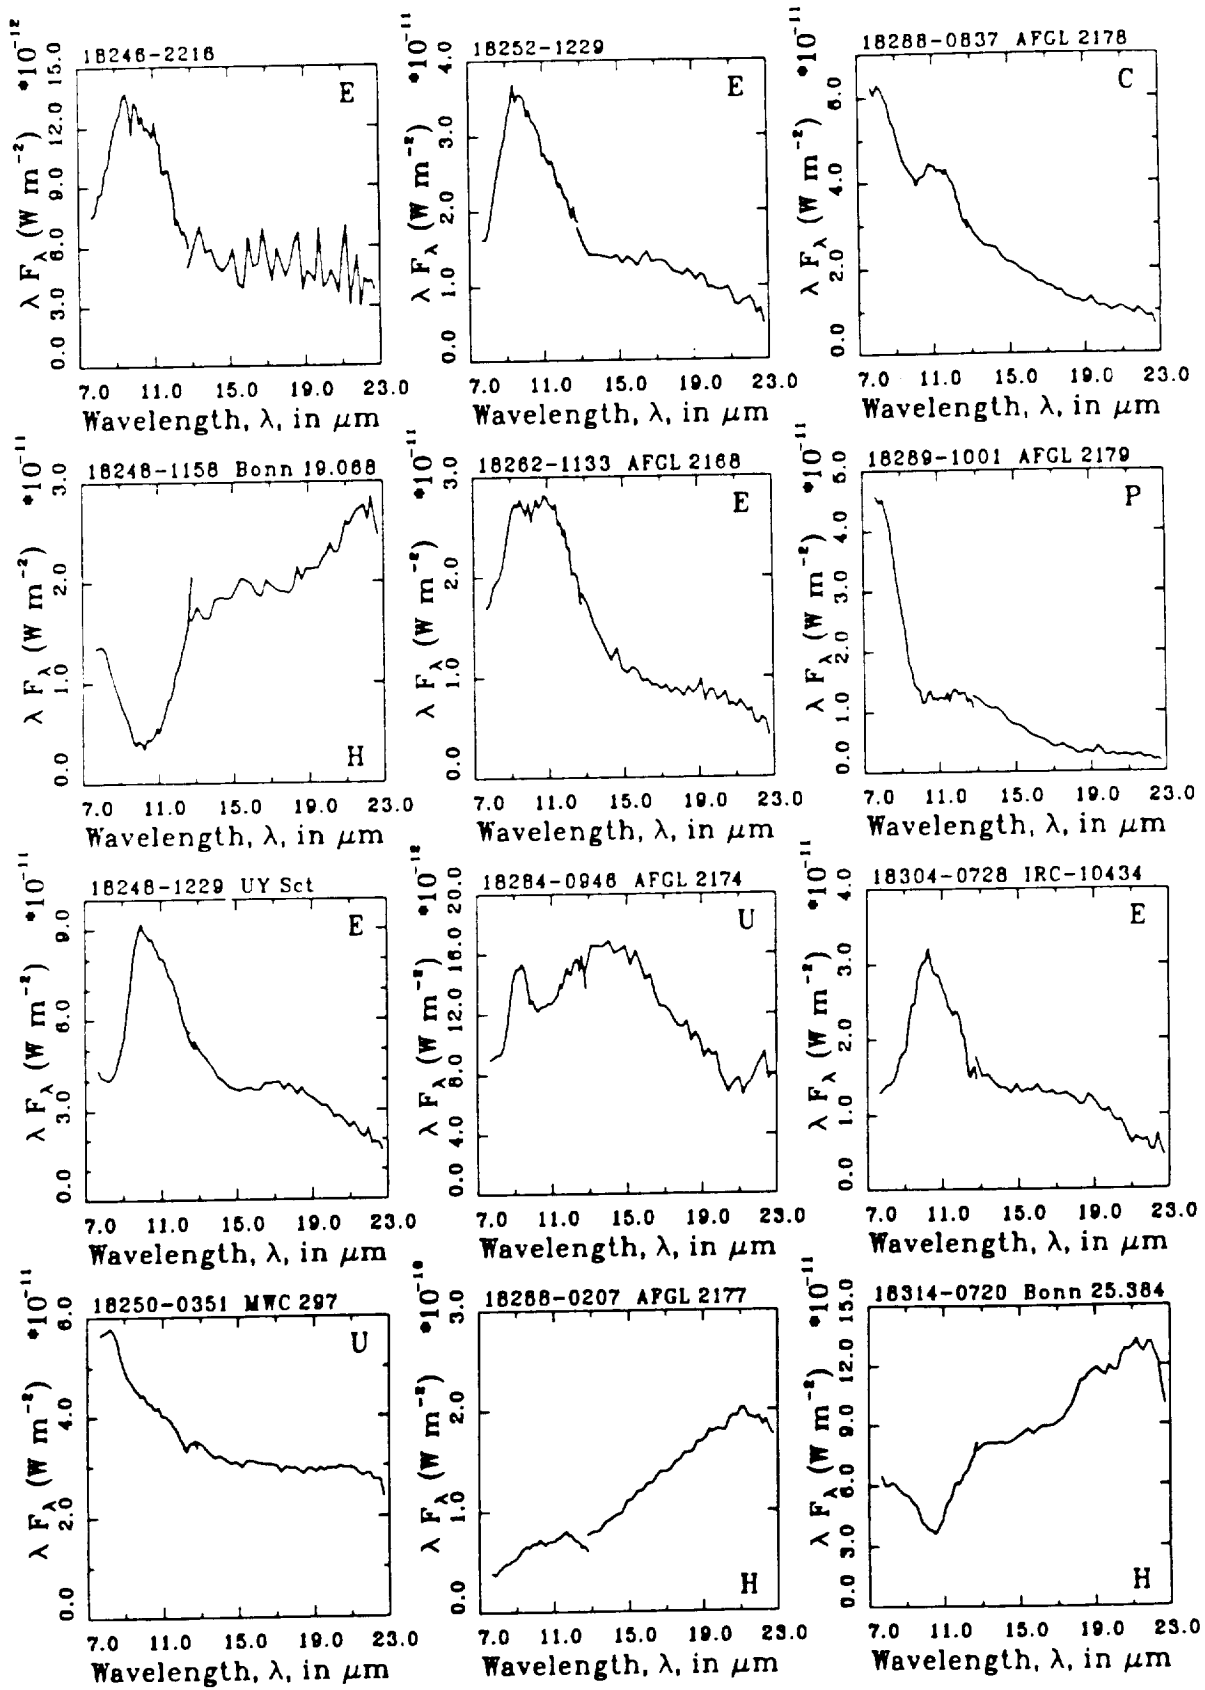 18246-2216
E
λ Fλ (W m⁻²) *10⁻¹²
0.0 3.0 6.0 9.0 12.0 15.0
7.0 11.0 15.0 19.0 23.0
Wavelength, λ, in μm
18252-1229
E
λ Fλ (W m⁻²) *10⁻¹¹
0.0 1.0 2.0 3.0 4.0
7.0 11.0 15.0 19.0 23.0
Wavelength, λ, in μm
18288-0837 AFGL 2178
C
λ Fλ (W m⁻²) *10⁻¹¹
0.0 2.0 4.0 6.0
7.0 11.0 15.0 19.0 23.0
Wavelength, λ, in μm
18248-1158 Bonn 19.068
H
λ Fλ (W m⁻²) *10⁻¹¹
0.0 1.0 2.0 3.0
7.0 11.0 15.0 19.0 23.0
Wavelength, λ, in μm
18262-1133 AFGL 2168
E
λ Fλ (W m⁻²) *10⁻¹¹
0.0 1.0 2.0 3.0
7.0 11.0 15.0 19.0 23.0
Wavelength, λ, in μm
18289-1001 AFGL 2179
P
λ Fλ (W m⁻²) *10⁻¹¹
0.0 1.0 2.0 3.0 4.0 5.0
7.0 11.0 15.0 19.0 23.0
Wavelength, λ, in μm
18248-1229 UY Sct
E
λ Fλ (W m⁻²) *10⁻¹¹
0.0 3.0 6.0 9.0
7.0 11.0 15.0 19.0 23.0
Wavelength, λ, in μm
18284-0946 AFGL 2174
U
λ Fλ (W m⁻²) *10⁻¹²
0.0 4.0 8.0 12.0 16.0 20.0
7.0 11.0 15.0 19.0 23.0
Wavelength, λ, in μm
18304-0728 IRC-10434
E
λ Fλ (W m⁻²) *10⁻¹¹
0.0 1.0 2.0 3.0 4.0
7.0 11.0 15.0 19.0 23.0
Wavelength, λ, in μm
18250-0351 MWC 297
U
λ Fλ (W m⁻²) *10⁻¹¹
0.0 2.0 4.0 6.0
7.0 11.0 15.0 19.0 23.0
Wavelength, λ, in μm
18288-0207 AFGL 2177
H
λ Fλ (W m⁻²) *10⁻¹⁰
0.0 1.0 2.0 3.0
7.0 11.0 15.0 19.0 23.0
Wavelength, λ, in μm
18314-0720 Bonn 25.384
H
λ Fλ (W m⁻²) *10⁻¹¹
0.0 3.0 6.0 9.0 12.0 15.0
7.0 11.0 15.0 19.0 23.0
Wavelength, λ, in μm